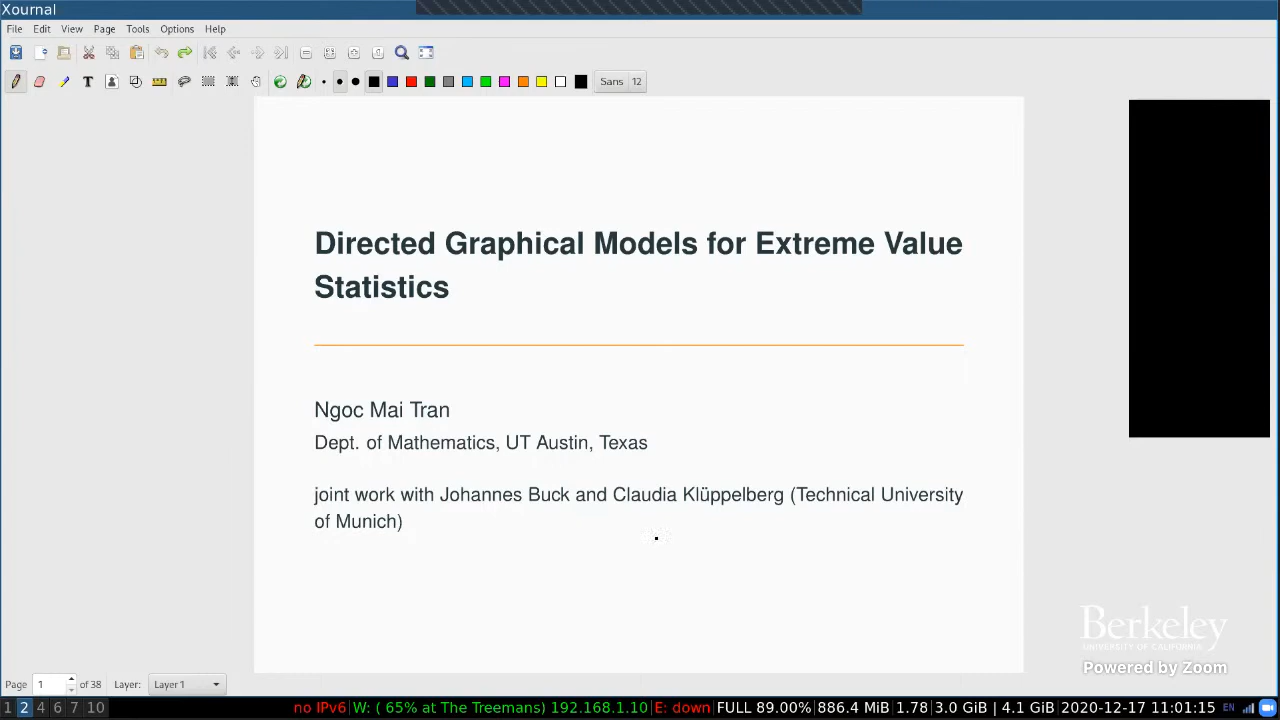 Xournal
File Edit View Page Tools Options Help
Sans 12
Directed Graphical Models for Extreme Value
Statistics
Ngoc Mai Tran
Dept. of Mathematics, UT Austin, Texas
joint work with Johannes Buck and Claudia Klüppelberg (Technical University
of Munich)
Berkeley
UNIVERSITY OF CALIFORNIA
Powered by Zoom
Page 1 of 38 Layer: Layer 1
1 2 4 6 7 10 no IPv6 W: ( 65% at The Treemans) 192.168.1.10 E: down FULL 89.00% 886.4 MiB 1.78 3.0 GiB | 4.1 GiB 2020-12-17 11:01:15 EN